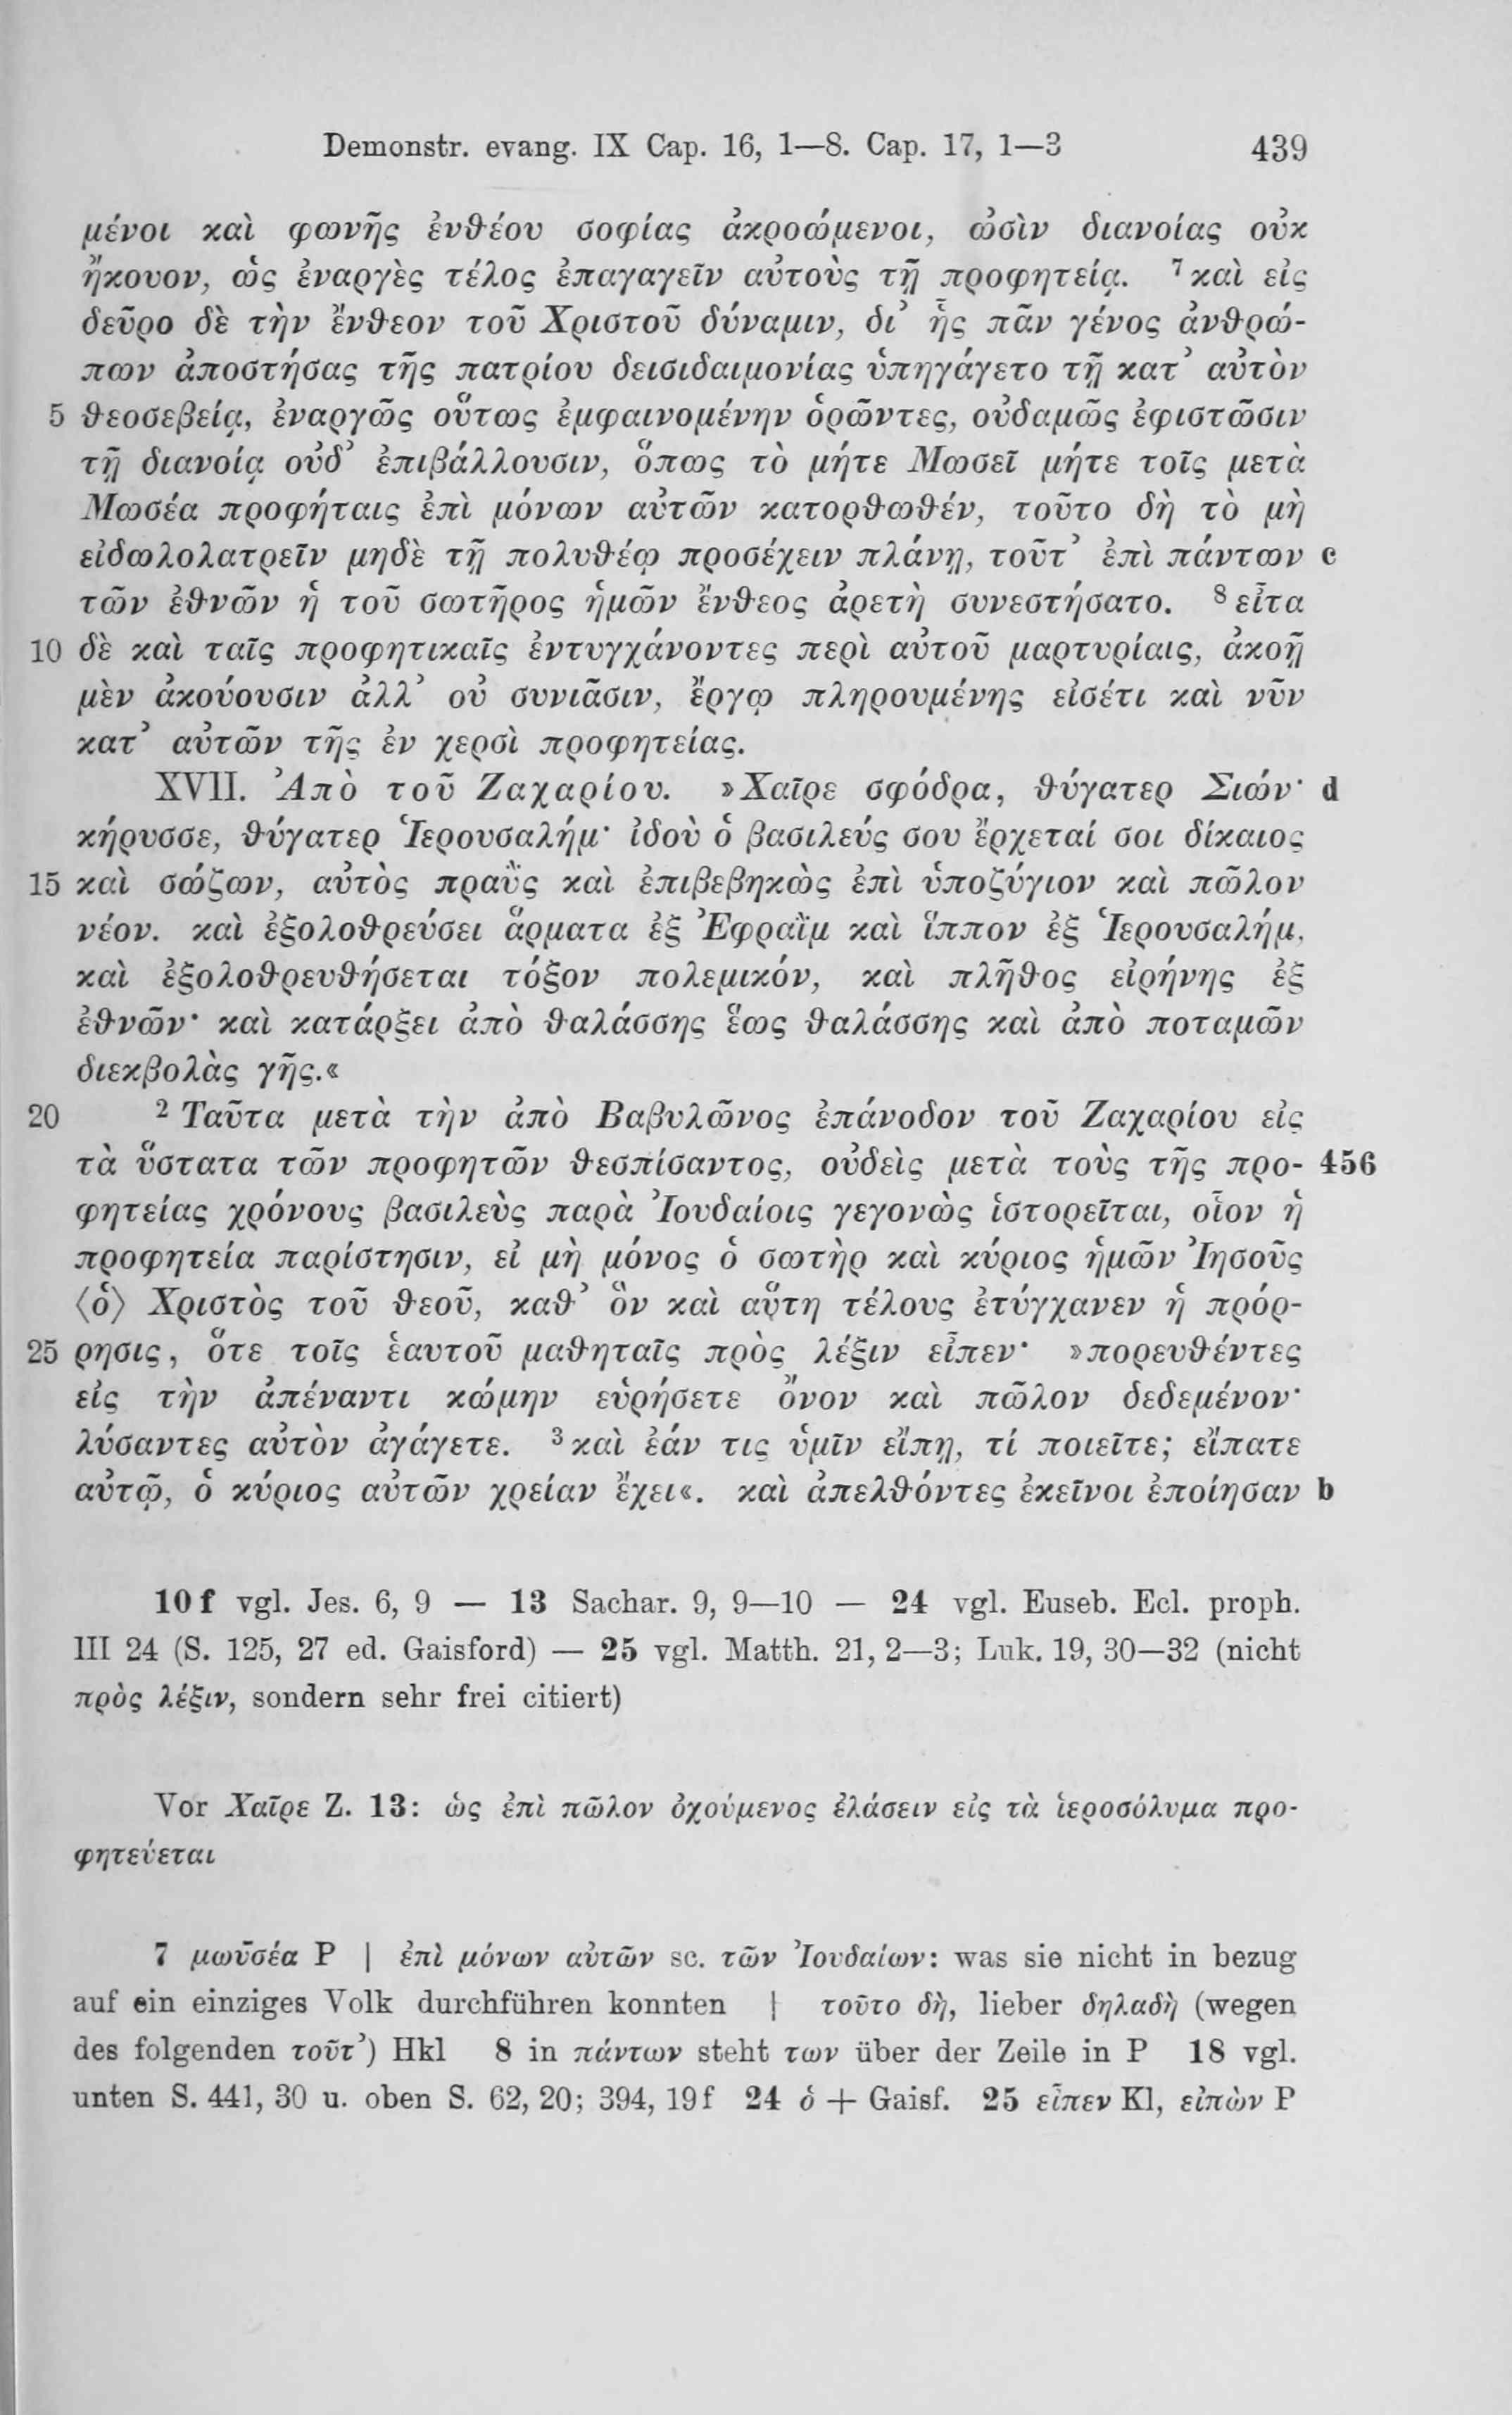 Demonstr. evang. IX Cap. 16, 1—8. Cap. 17, 1—3 439
μένοι καὶ φωνῆς ἐνθέου σοφίας ἀκροώμενοι, ὠσὶν διανοίας οὐκ
ἤκουον, ὡς ἐναργὲς τέλος ἐπαγαγεῖν αὐτοὺς τῇ προφητείᾳ. ⁷ καὶ εἰς
δεῦρο δὲ τὴν ἔνθεον τοῦ Χριστοῦ δύναμιν, δι’ ἧς πᾶν γένος ἀνθρώ-
πων ἀποστήσας τῆς πατρίου δεισιδαιμονίας ὑπηγάγετο τῇ κατ’ αὐτὸν
5 θεοσεβείᾳ, ἐναργῶς οὕτως ἐμφαινομένην ὁρῶντες, οὐδαμῶς ἐφιστῶσιν
τῇ διανοίᾳ οὐδ’ ἐπιβάλλουσιν, ὅπως τὸ μήτε Μωσεῖ μήτε τοῖς μετὰ
Μωσέα προφήταις ἐπὶ μόνων αὐτῶν κατορθωθέν, τοῦτο δὴ τὸ μὴ
εἰδωλολατρεῖν μηδὲ τῇ πολυθέῳ προσέχειν πλάνῃ, τοῦτ’ ἐπὶ πάντων c
τῶν ἐθνῶν ἡ τοῦ σωτῆρος ἡμῶν ἔνθεος ἀρετὴ συνεστήσατο. ⁸ εἶτα
10 δὲ καὶ ταῖς προφητικαῖς ἐντυγχάνοντες περὶ αὐτοῦ μαρτυρίαις, ἀκοῇ
μὲν ἀκούουσιν ἀλλ’ οὐ συνιᾶσιν, ἔργῳ πληρουμένης εἰσέτι καὶ νῦν
κατ’ αὐτῶν τῆς ἐν χερσὶ προφητείας.
XVII. Ἀπὸ τοῦ Ζαχαρίου. »Χαῖρε σφόδρα, θύγατερ Σιών· d
κήρυσσε, θύγατερ Ἱερουσαλήμ· ἰδοὺ ὁ βασιλεύς σου ἔρχεταί σοι δίκαιος
15 καὶ σώζων, αὐτὸς πραῢς καὶ ἐπιβεβηκὼς ἐπὶ ὑποζύγιον καὶ πῶλον
νέον. καὶ ἐξολοθρεύσει ἅρματα ἐξ Ἐφραῒμ καὶ ἵππον ἐξ Ἱερουσαλήμ,
καὶ ἐξολοθρευθήσεται τόξον πολεμικόν, καὶ πλῆθος εἰρήνης ἐξ
ἐθνῶν· καὶ κατάρξει ἀπὸ θαλάσσης ἕως θαλάσσης καὶ ἀπὸ ποταμῶν
διεκβολὰς γῆς.«
20 ² Ταῦτα μετὰ τὴν ἀπὸ Βαβυλῶνος ἐπάνοδον τοῦ Ζαχαρίου εἰς
τὰ ὕστατα τῶν προφητῶν θεσπίσαντος, οὐδεὶς μετὰ τοὺς τῆς προ- 456
φητείας χρόνους βασιλεὺς παρὰ Ἰουδαίοις γεγονὼς ἱστορεῖται, οἷον ἡ
προφητεία παρίστησιν, εἰ μὴ μόνος ὁ σωτὴρ καὶ κύριος ἡμῶν Ἰησοῦς
⟨ὁ⟩ Χριστὸς τοῦ θεοῦ, καθ’ ὃν καὶ αὕτη τέλους ἐτύγχανεν ἡ πρόρ-
25 ρησις, ὅτε τοῖς ἑαυτοῦ μαθηταῖς πρὸς λέξιν εἶπεν· »πορευθέντες
εἰς τὴν ἀπέναντι κώμην εὑρήσετε ὄνον καὶ πῶλον δεδεμένον·
λύσαντες αὐτὸν ἀγάγετε. ³ καὶ ἐάν τις ὑμῖν εἴπῃ, τί ποιεῖτε; εἴπατε
αὐτῷ, ὁ κύριος αὐτῶν χρείαν ἔχει«. καὶ ἀπελθόντες ἐκεῖνοι ἐποίησαν b
10 f vgl. Jes. 6, 9 — 13 Sachar. 9, 9—10 — 24 vgl. Euseb. Ecl. proph.
III 24 (S. 125, 27 ed. Gaisford) — 25 vgl. Matth. 21, 2—3; Luk. 19, 30—32 (nicht
πρὸς λέξιν, sondern sehr frei citiert)
Vor Χαῖρε Z. 13: ὡς ἐπὶ πῶλον ὀχούμενος ἐλάσειν εἰς τὰ ἱεροσόλυμα προ-
φητεύεται
7 μωϋσέα P | ἐπὶ μόνων αὐτῶν sc. τῶν Ἰουδαίων: was sie nicht in bezug
auf ein einziges Volk durchführen konnten | τοῦτο δὴ, lieber δηλαδὴ (wegen
des folgenden τοῦτ’) Hkl 8 in πάντων steht των über der Zeile in P 18 vgl.
unten S. 441, 30 u. oben S. 62, 20; 394, 19 f 24 ὁ + Gaisf. 25 εἶπεν Kl, εἰπὼν P